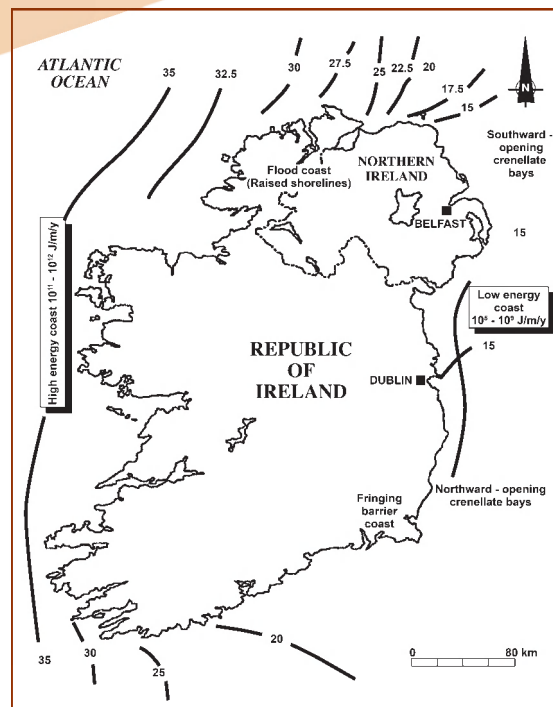 ATLANTIC
OCEAN
35
32.5
30
27.5
25
22.5
20
17.5
15
N
Southward -
opening
crenellate
bays
Flood coast
(Raised shorelines)
NORTHERN
IRELAND
BELFAST
15
High energy coast 10¹¹ - 10¹² J/m/y
Low energy
coast
10⁸ - 10⁹ J/m/y
15
REPUBLIC
OF
IRELAND
DUBLIN
Northward - opening
crenellate bays
Fringing
barrier
coast
35
30
25
20
0
80 km